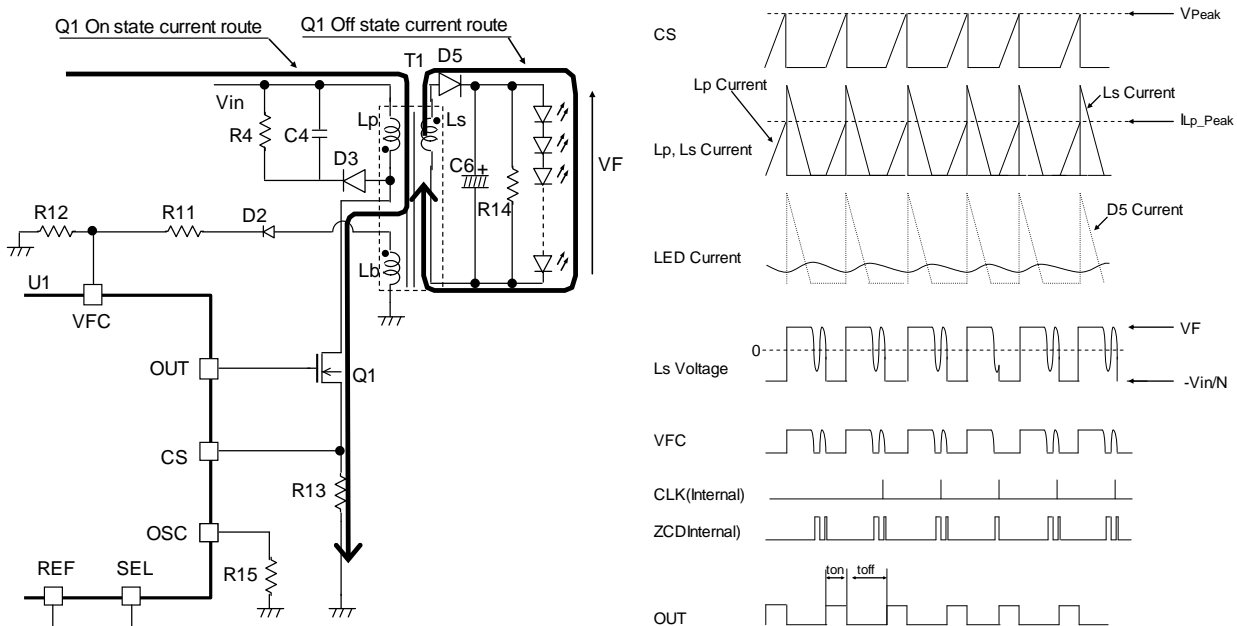 Q1 On state current route
Q1 Off state current route
T1
D5
Vin
R4
C4
Lp
Ls
D3
C6
+
R14
VF
R12
R11
D2
Lb
U1
VFC
OUT
Q1
CS
R13
OSC
R15
REF
SEL
CS
VPeak
Lp Current
Ls Current
ILp_Peak
Lp, Ls Current
D5 Current
LED Current
VF
0
Ls Voltage
-Vin/N
VFC
CLK(Internal)
ZCDInternal)
ton
toff
OUT